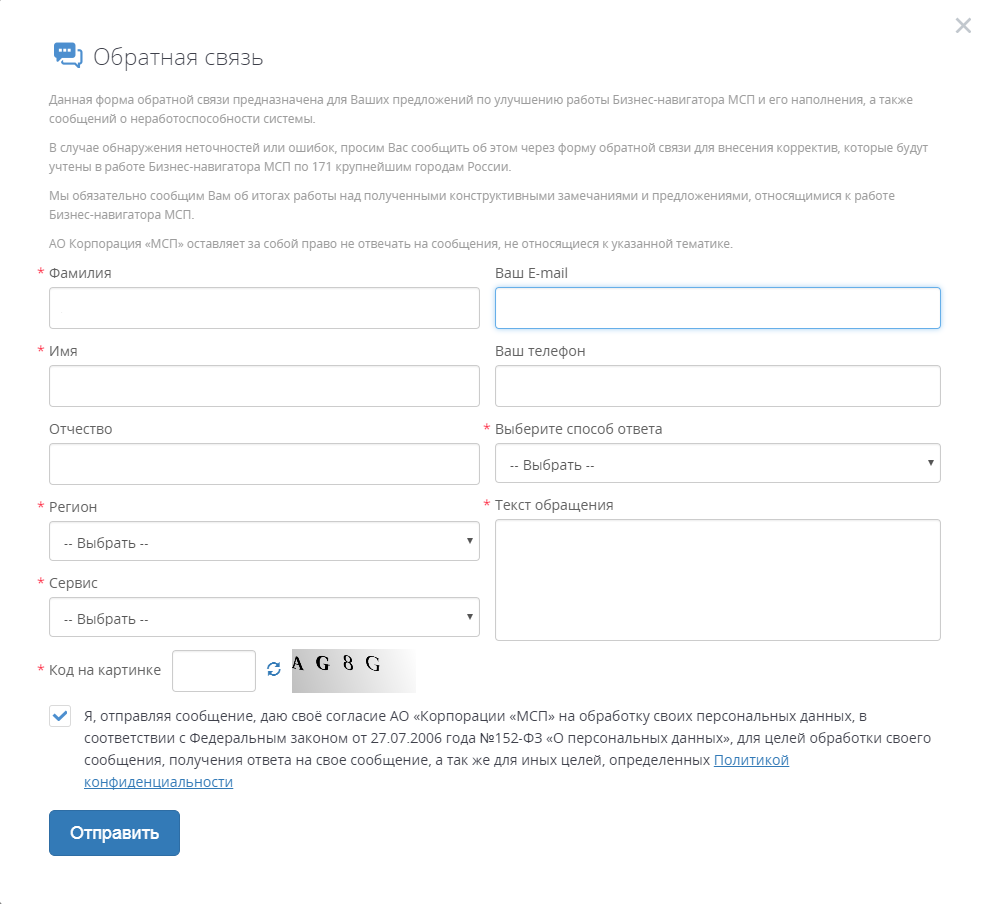 Обратная связь
Данная форма обратной связи предназначена для Ваших предложений по улучшению работы Бизнес-навигатора МСП и его наполнения, а также
сообщений о неработоспособности системы.
В случае обнаружения неточностей или ошибок, просим Вас сообщить об этом через форму обратной связи для внесения корректив, которые будут
учтены в работе Бизнес-навигатора МСП по 171 крупнейшим городам России.
Мы обязательно сообщим Вам об итогах работы над полученными конструктивными замечаниями и предложениями, относящимися к работе
Бизнес-навигатора МСП.
АО Корпорация «МСП» оставляет за собой право не отвечать на сообщения, не относящиеся к указанной тематике.
* Фамилия
Ваш E-mail
* Имя
Ваш телефон
Отчество
* Выберите способ ответа
-- Выбрать --
* Регион
-- Выбрать --
* Текст обращения
* Сервис
-- Выбрать --
* Код на картинке
A G 8 G
Я, отправляя сообщение, даю своё согласие АО «Корпорации «МСП» на обработку своих персональных данных, в
соответствии с Федеральным законом от 27.07.2006 года №152-ФЗ «О персональных данных», для целей обработки своего
сообщения, получения ответа на свое сообщение, а так же для иных целей, определенных Политикой
конфиденциальности
Отправить